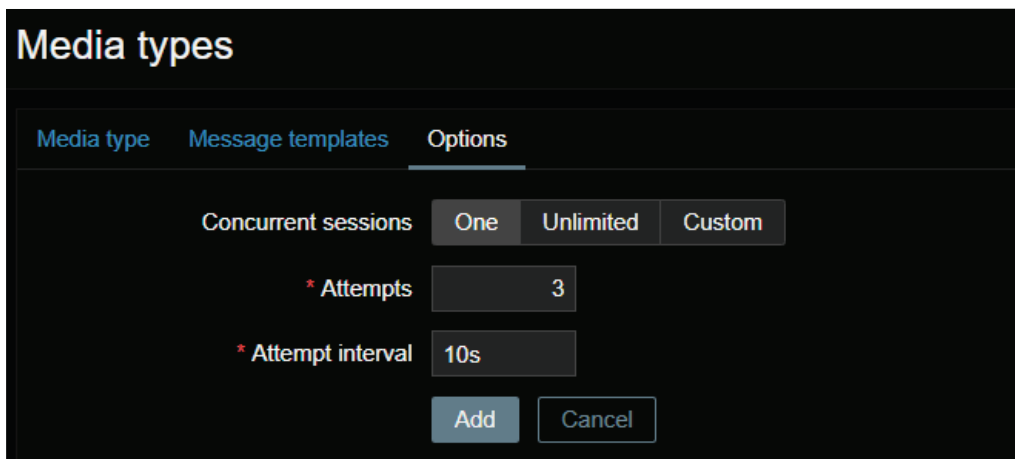 Media types
Media type Message templates Options
Concurrent sessions One Unlimited Custom
* Attempts 3
* Attempt interval 10s
Add Cancel